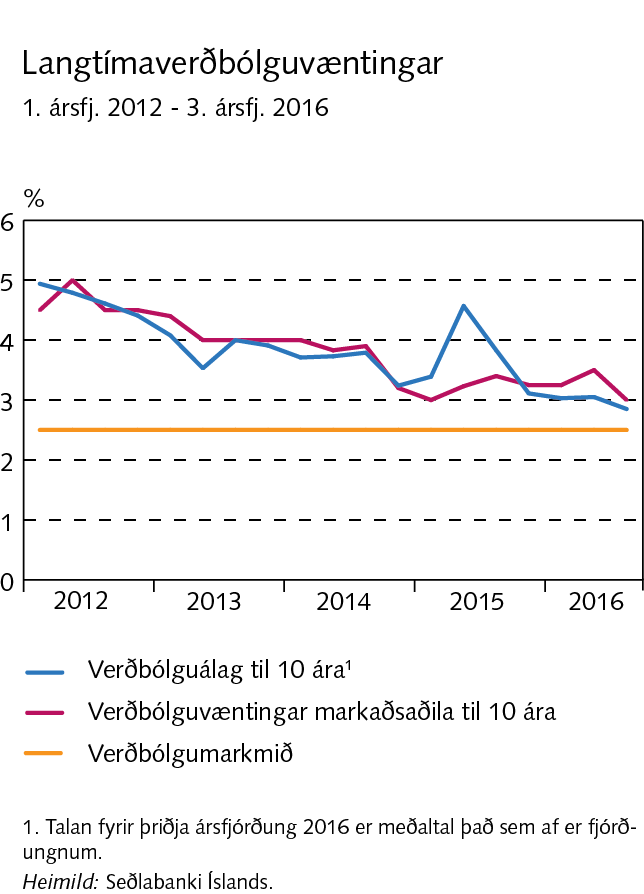 Langtímaverðbólguvæntingar
1. ársfj. 2012 - 3. ársfj. 2016
%
6
5
4
3
2
1
0
2012 2013 2014 2015 2016
Verðbólguálag til 10 ára¹
Verðbólguvæntingar markaðsaðila til 10 ára
Verðbólgumarkmið
1. Talan fyrir þriðja ársfjórðung 2016 er meðaltal það sem af er fjórð-
ungnum.
Heimild: Seðlabanki Íslands.